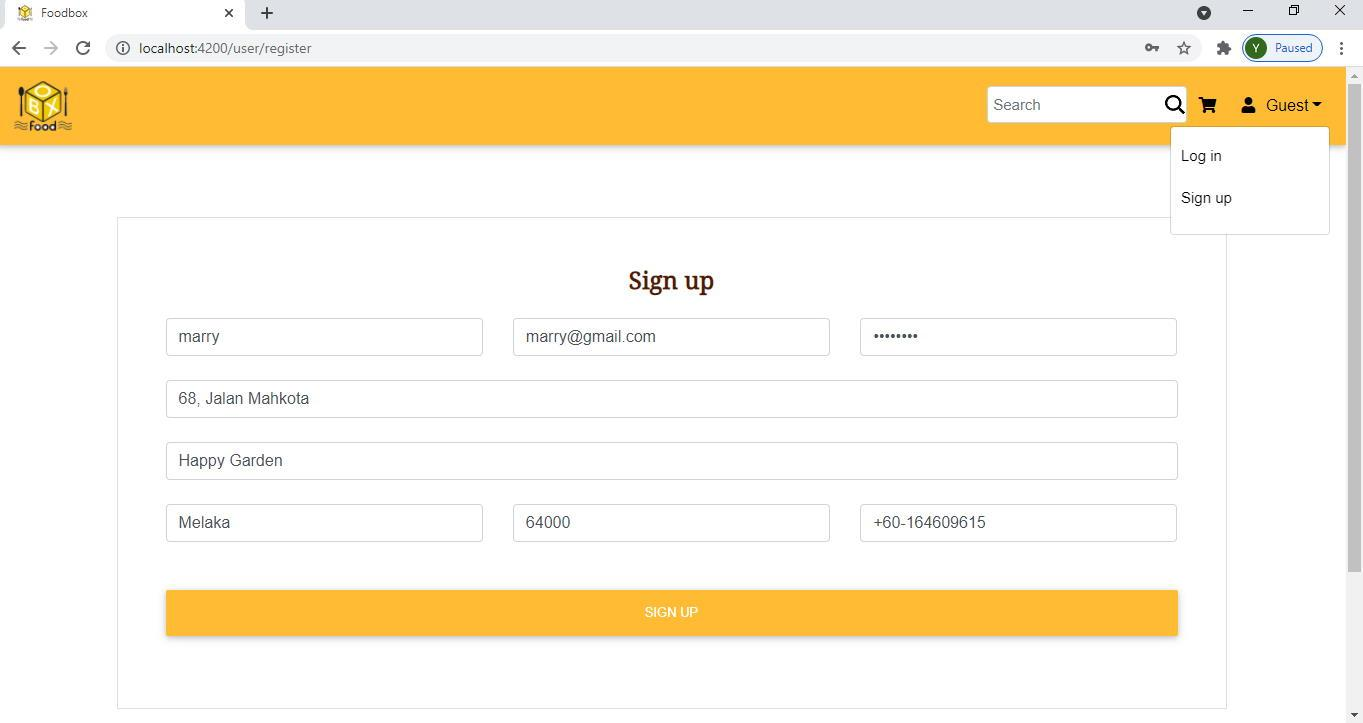 Foodbox
localhost:4200/user/register
Y Paused
OBX
food
Search
Guest
Log in
Sign up
Sign up
marry marry@gmail.com ••••••••
68, Jalan Mahkota
Happy Garden
Melaka 64000 +60-164609615
SIGN UP